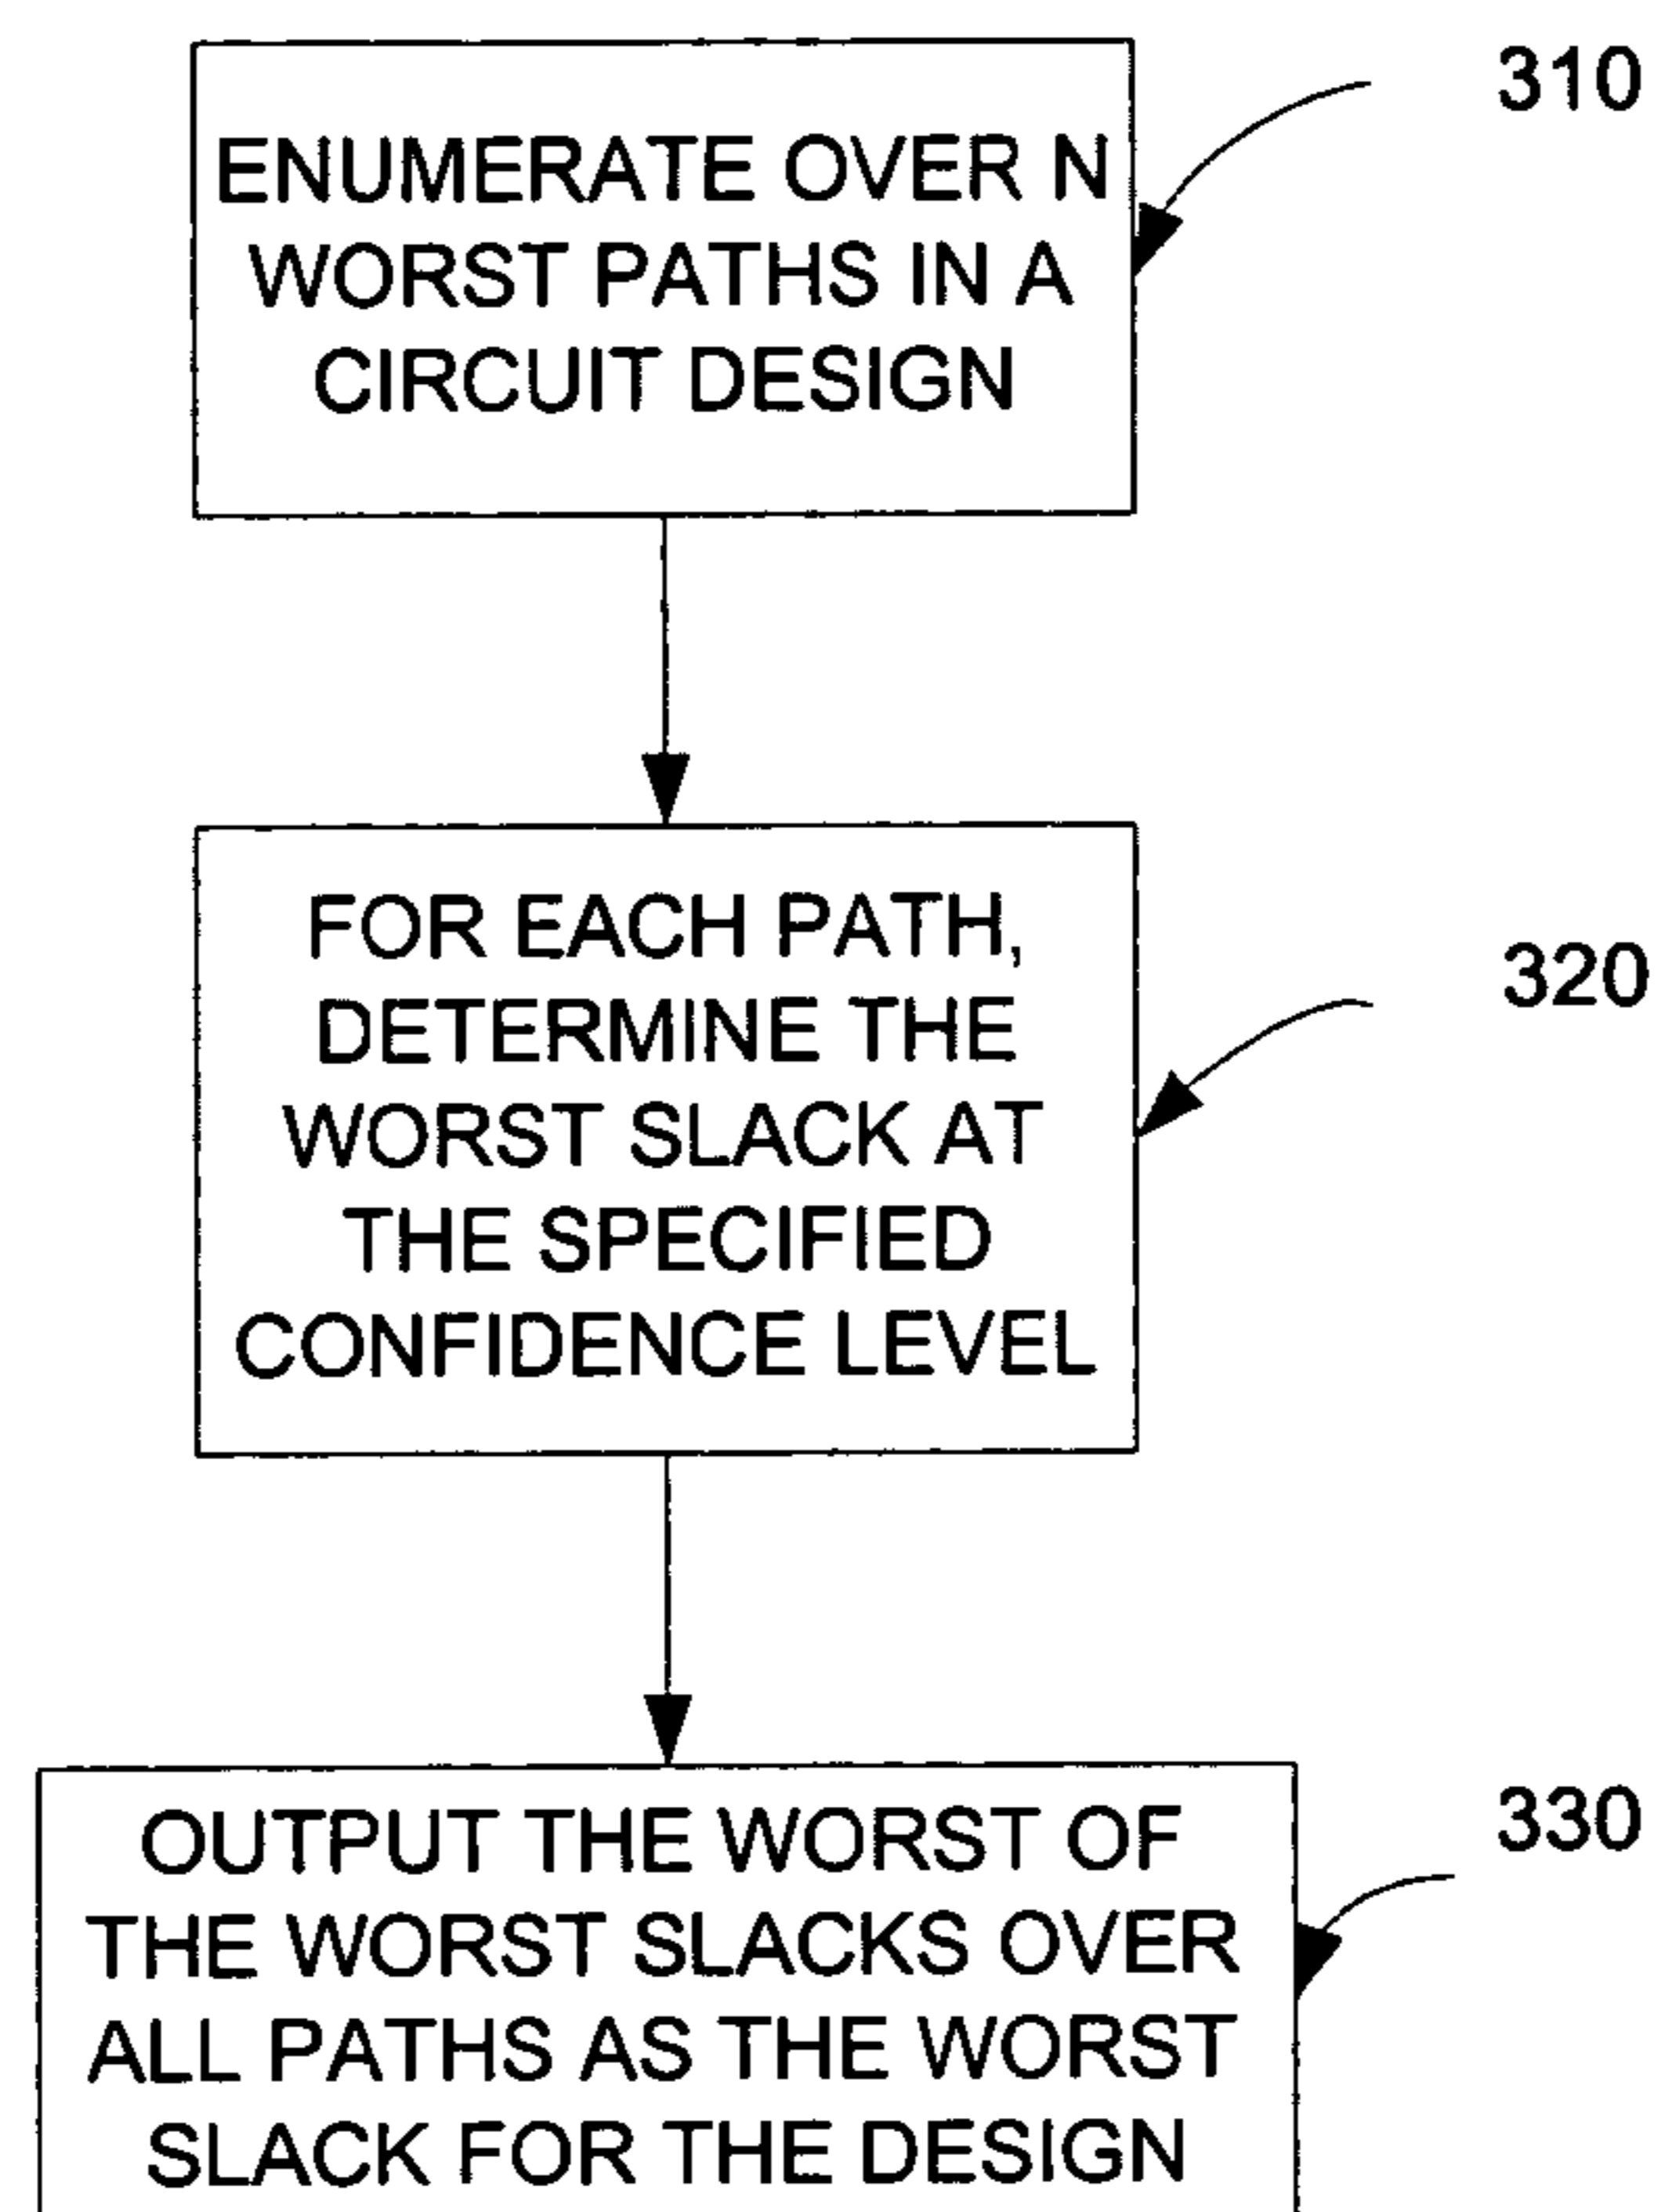 310
ENUMERATE OVER N
WORST PATHS IN A
CIRCUIT DESIGN
320
FOR EACH PATH,
DETERMINE THE
WORST SLACK AT
THE SPECIFIED
CONFIDENCE LEVEL
330
OUTPUT THE WORST OF
THE WORST SLACKS OVER
ALL PATHS AS THE WORST
SLACK FOR THE DESIGN